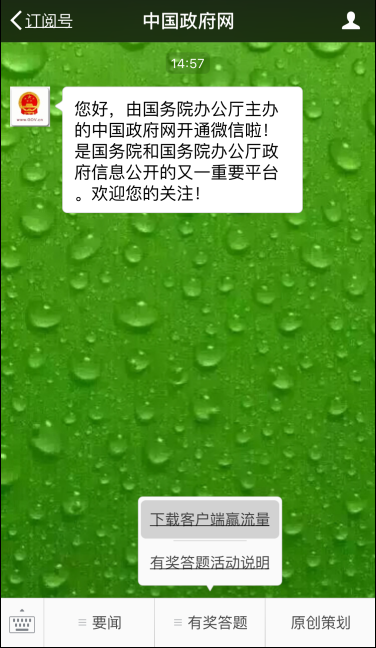 订阅号
中国政府网
14:57
www.GOV.cn
您好，由国务院办公厅主办
的中国政府网开通微信啦！
是国务院和国务院办公厅政
府信息公开的又一重要平台
。欢迎您的关注！
下载客户端赢流量
有奖答题活动说明
要闻
有奖答题
原创策划